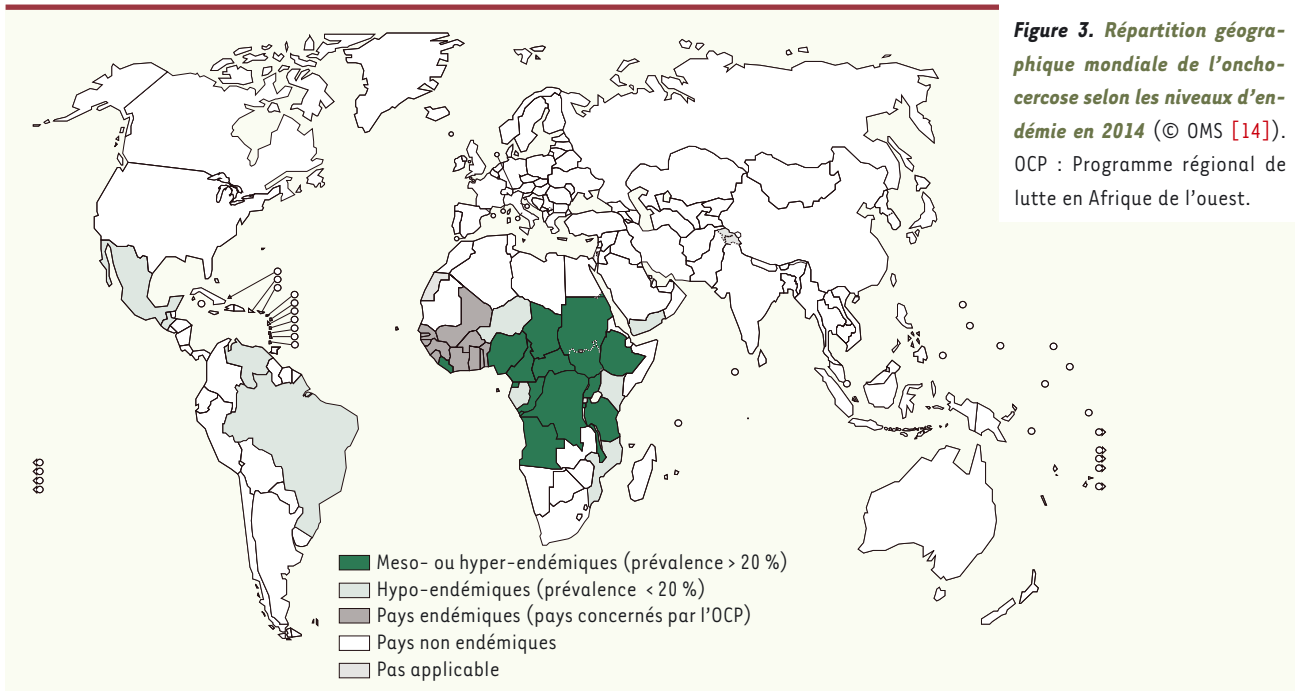 Figure 3. Répartition géogra-
phique mondiale de l'oncho-
cercose selon les niveaux d'en-
démie en 2014 (© OMS [14]).
OCP : Programme régional de
lutte en Afrique de l'ouest.
Meso- ou hyper-endémiques (prévalence > 20 %)
Hypo-endémiques (prévalence < 20 %)
Pays endémiques (pays concernés par l'OCP)
Pays non endémiques
Pas applicable